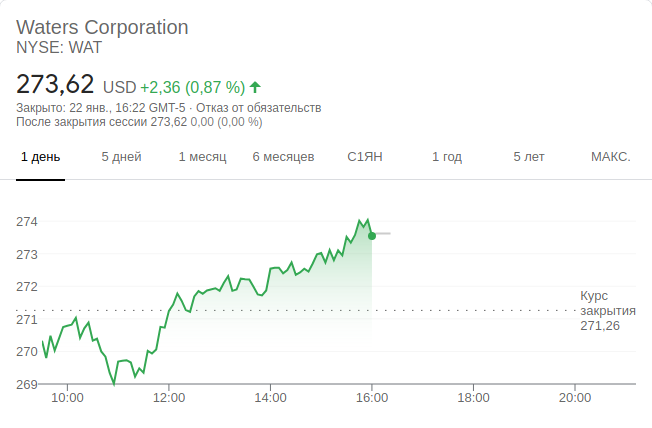 Waters Corporation
NYSE: WAT
273,62 USD +2,36 (0,87 %)
Закрыто: 22 янв., 16:22 GMT-5 · Отказ от обязательств
После закрытия сессии 273,62 0,00 (0,00 %)
1 день 5 дней 1 месяц 6 месяцев С1ЯН 1 год 5 лет МАКС.
274
273
272
271
270
269
Курс
закрытия
271,26
10:00 12:00 14:00 16:00 18:00 20:00